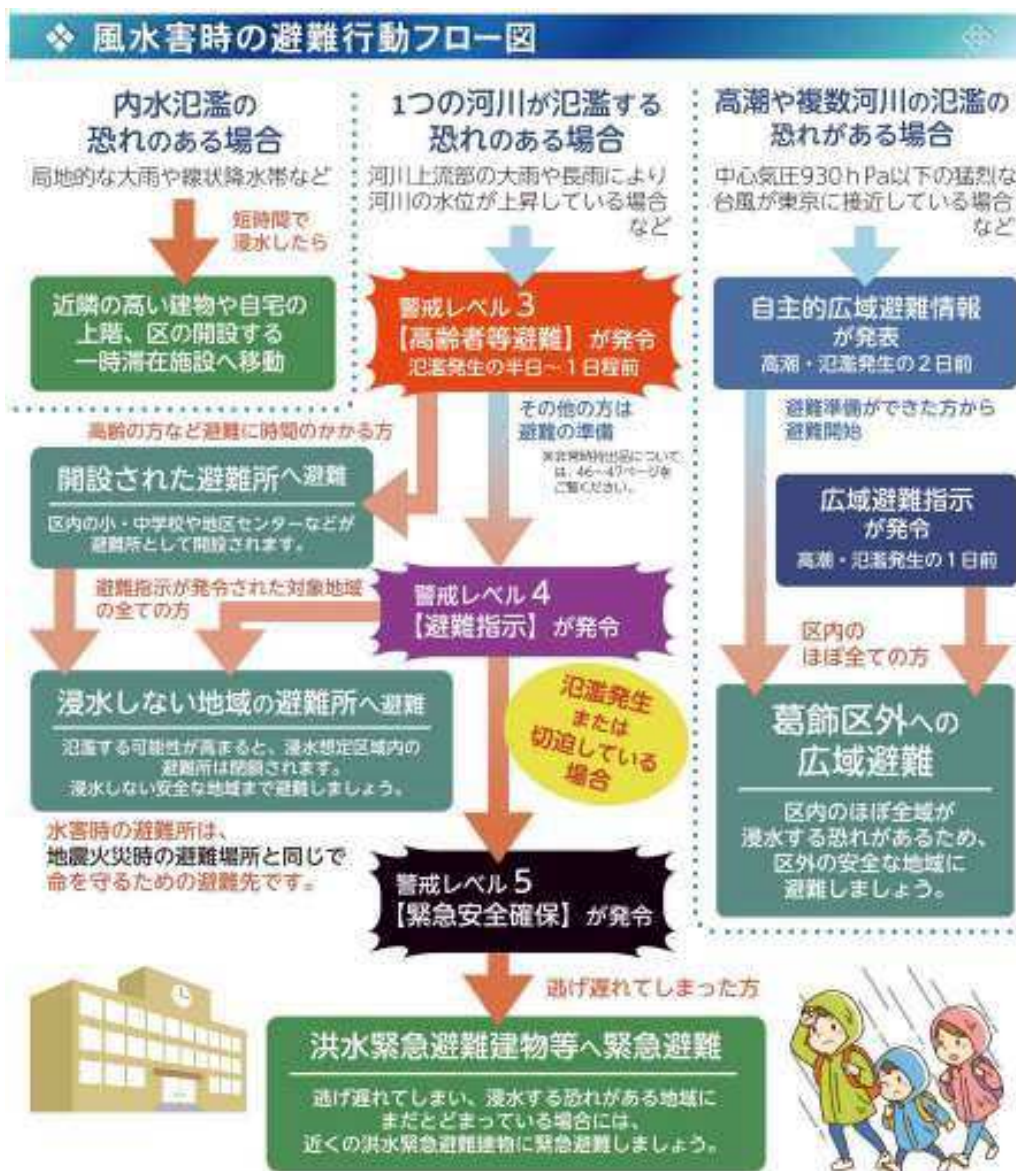 風水害時の避難行動フロー図
内水氾濫の
恐れのある場合
局地的な大雨や線状降水帯など
短時間で
浸水したら
近隣の高い建物や自宅の
上階、区の開設する
一時滞在施設へ移動
1つの河川が氾濫する
恐れのある場合
河川上流部の大雨や長雨により
河川の水位が上昇している場合
など
警戒レベル3
【高齢者等避難】が発令
氾濫発生の半日～1日程前
その他の方は
避難の準備
※非常時持出品について
は、46～47ページを
ご覧ください。
高齢の方など避難に時間のかかる方
開設された避難所へ避難
区内の小・中学校や地区センターなどが
避難所として開設されます。
避難指示が発令された対象地域
の全ての方
警戒レベル4
【避難指示】が発令
浸水しない地域の避難所へ避難
氾濫する可能性が高まると、浸水想定区域内の
避難所は閉鎖されます。
浸水しない安全な地域まで避難しましょう。
氾濫発生
または
切迫している
場合
水害時の避難所は、
地震火災時の避難場所と同じで
命を守るための避難先です。
警戒レベル5
【緊急安全確保】が発令
逃げ遅れてしまった方
洪水緊急避難建物等へ緊急避難
逃げ遅れてしまい、浸水する恐れがある地域に
まだとどまっている場合には、
近くの洪水緊急避難建物に緊急避難しましょう。
高潮や複数河川の氾濫の
恐れがある場合
中心気圧930hPa以下の猛烈な
台風が東京に接近している場合
など
自主的広域避難情報
が発表
高潮・氾濫発生の2日前
避難準備ができた方から
避難開始
広域避難指示
が発令
高潮・氾濫発生の1日前
区内の
ほぼ全ての方
葛飾区外への
広域避難
区内のほぼ全域が
浸水する恐れがあるため、
区外の安全な地域に
避難しましょう。